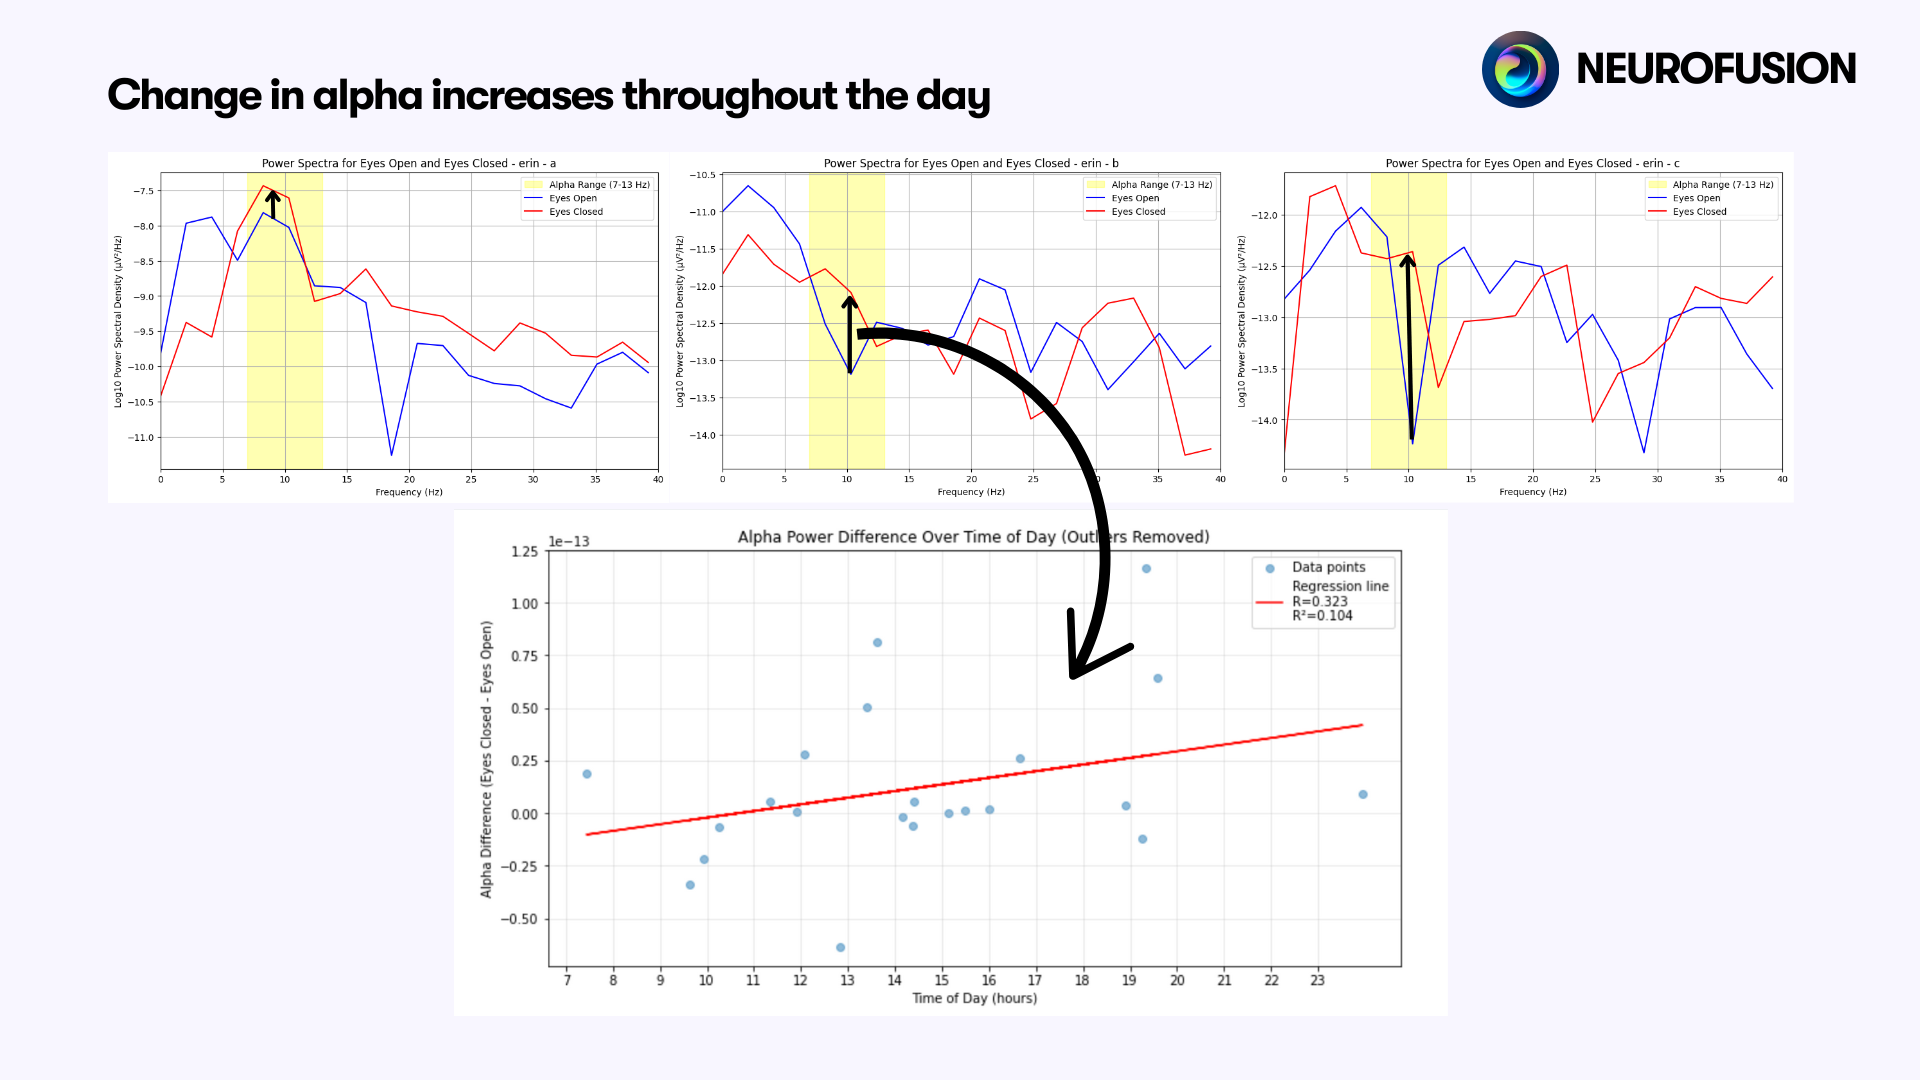 NEUROFUSION
Change in alpha increases throughout the day
Power Spectra for Eyes Open and Eyes Closed - erin - a
Alpha Range (7-13 Hz)
Eyes Open
Eyes Closed
Log10 Power Spectral Density (µV²/Hz)
−7.5
−8.0
−8.5
−9.0
−9.5
−10.0
−10.5
−11.0
0 5 10 15 20 25 30 35 40
Frequency (Hz)
Power Spectra for Eyes Open and Eyes Closed - erin - b
Alpha Range (7-13 Hz)
Eyes Open
Eyes Closed
Log10 Power Spectral Density (µV²/Hz)
−10.5
−11.0
−11.5
−12.0
−12.5
−13.0
−13.5
−14.0
0 5 10 15 20 25 30 35 40
Frequency (Hz)
Power Spectra for Eyes Open and Eyes Closed - erin - c
Alpha Range (7-13 Hz)
Eyes Open
Eyes Closed
Log10 Power Spectral Density (µV²/Hz)
−12.0
−12.5
−13.0
−13.5
−14.0
0 5 10 15 20 25 30 35 40
Frequency (Hz)
Alpha Power Difference Over Time of Day (Outliers Removed)
1e−13
Data points
Regression line
R=0.323
R²=0.104
Alpha Difference (Eyes Closed - Eyes Open)
1.25
1.00
0.75
0.50
0.25
0.00
−0.25
−0.50
7 8 9 10 11 12 13 14 15 16 17 18 19 20 21 22 23
Time of Day (hours)